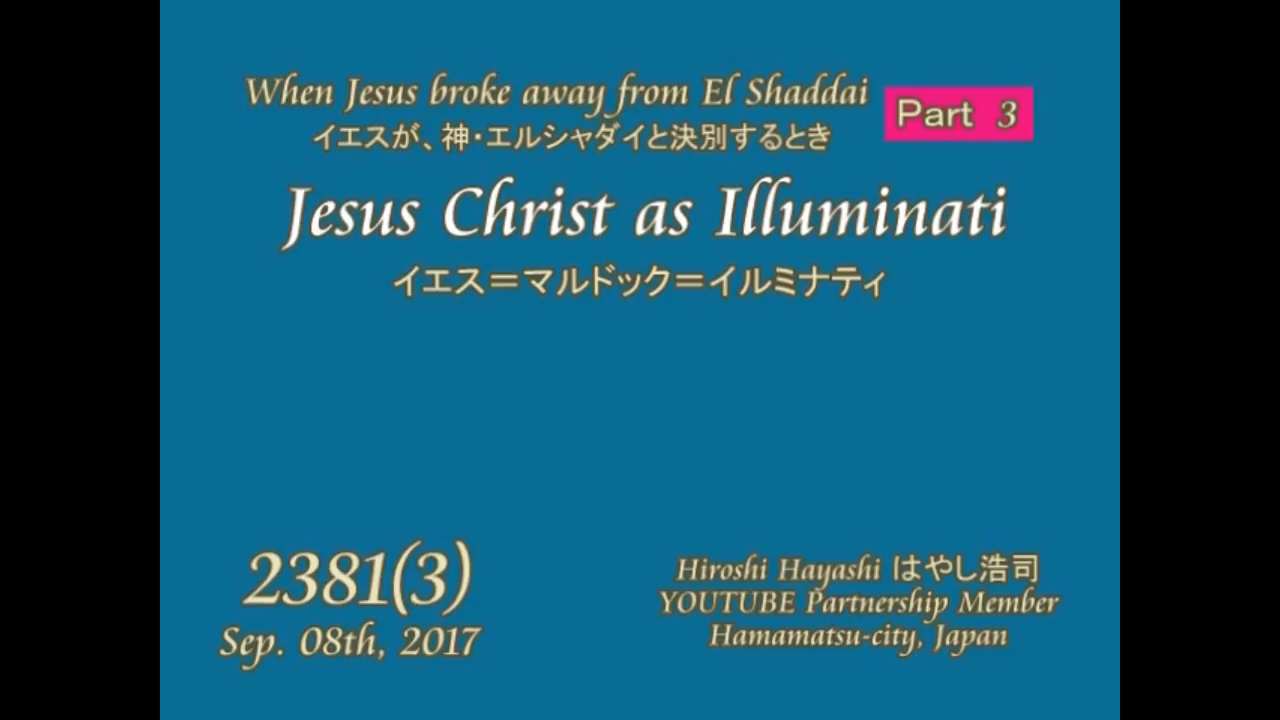 When Jesus broke away from El Shaddai
Part 3
イエスが、神・エルシャダイと決別するとき
Jesus Christ as Illuminati
イエス＝マルドック＝イルミナティ
2381(3)
Sep. 08th, 2017
Hiroshi Hayashi はやし浩司
YOUTUBE Partnership Member
Hamamatsu-city, Japan